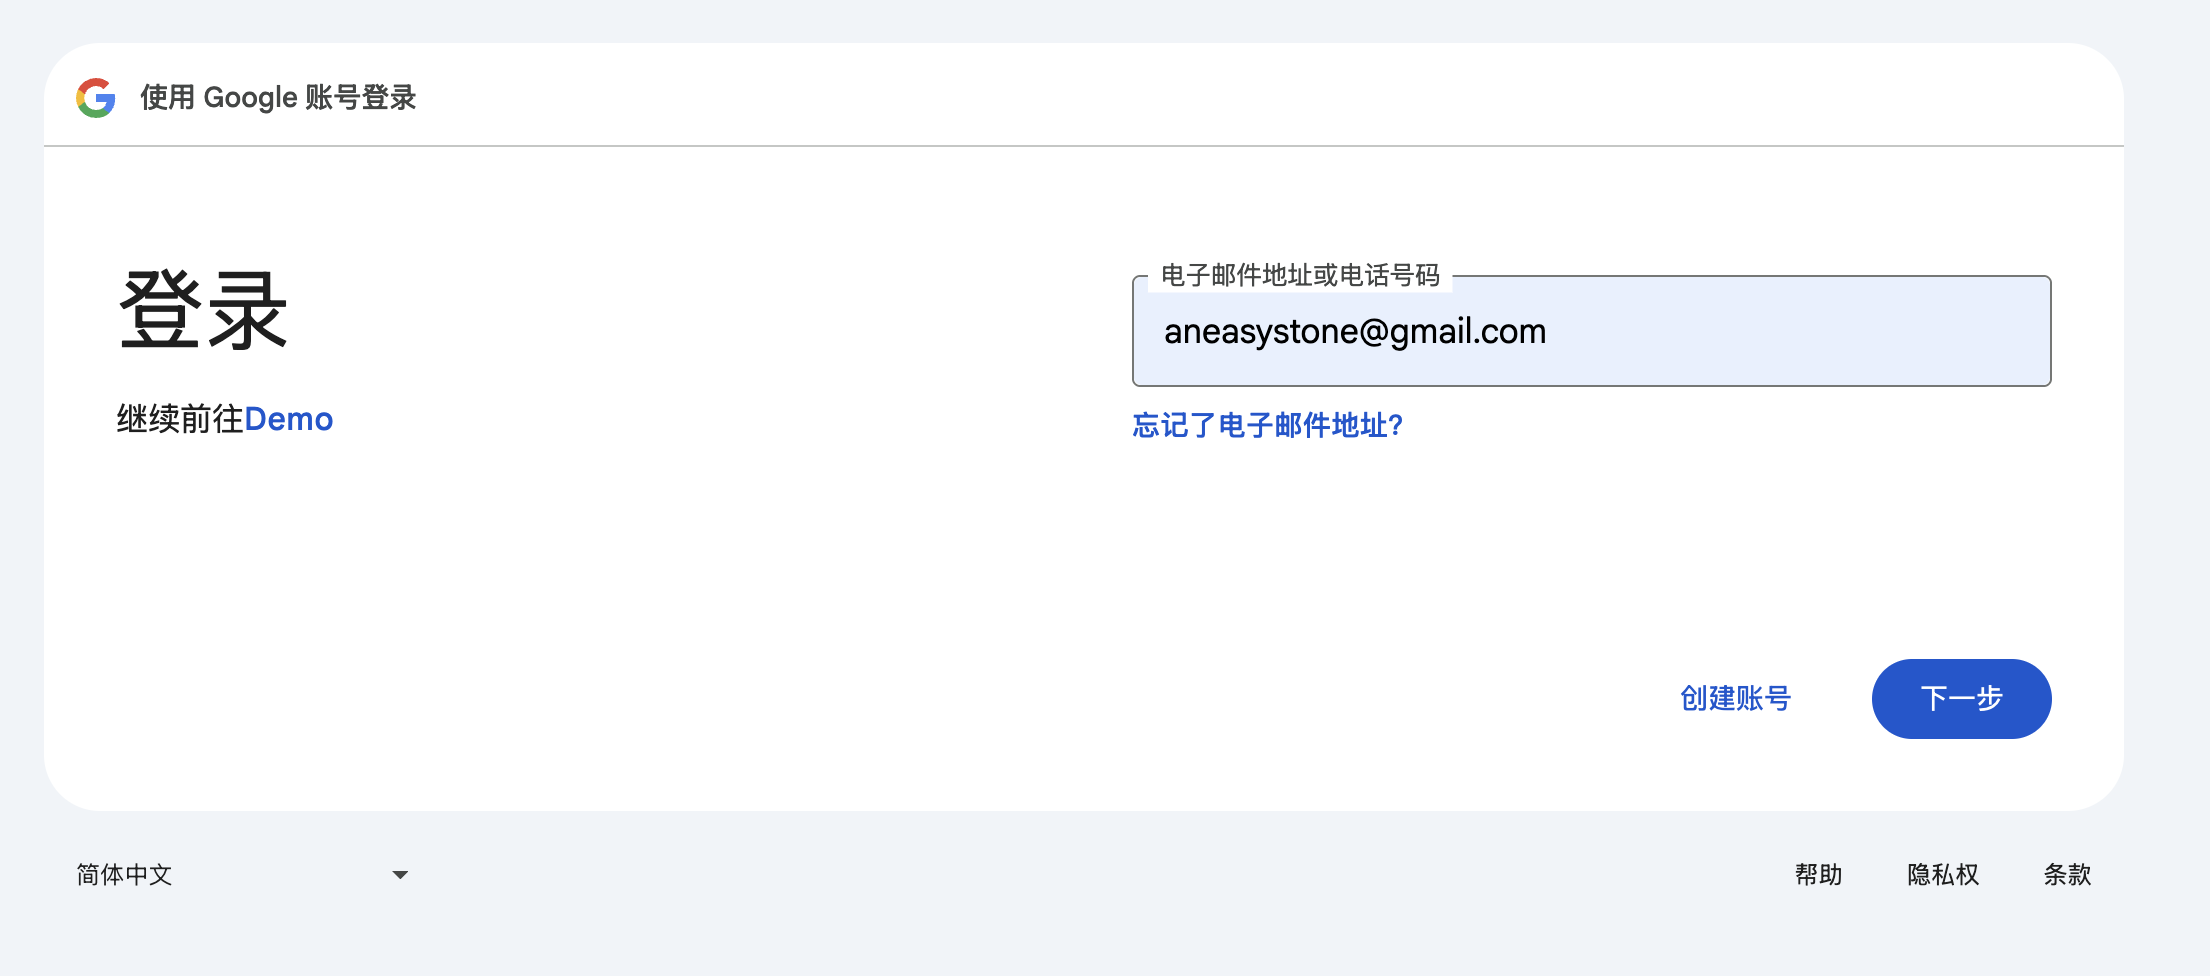 使用 Google 账号登录
登录
继续前往Demo
电子邮件地址或电话号码
aneasystone@gmail.com
忘记了电子邮件地址?
创建账号
下一步
简体中文
帮助
隐私权
条款